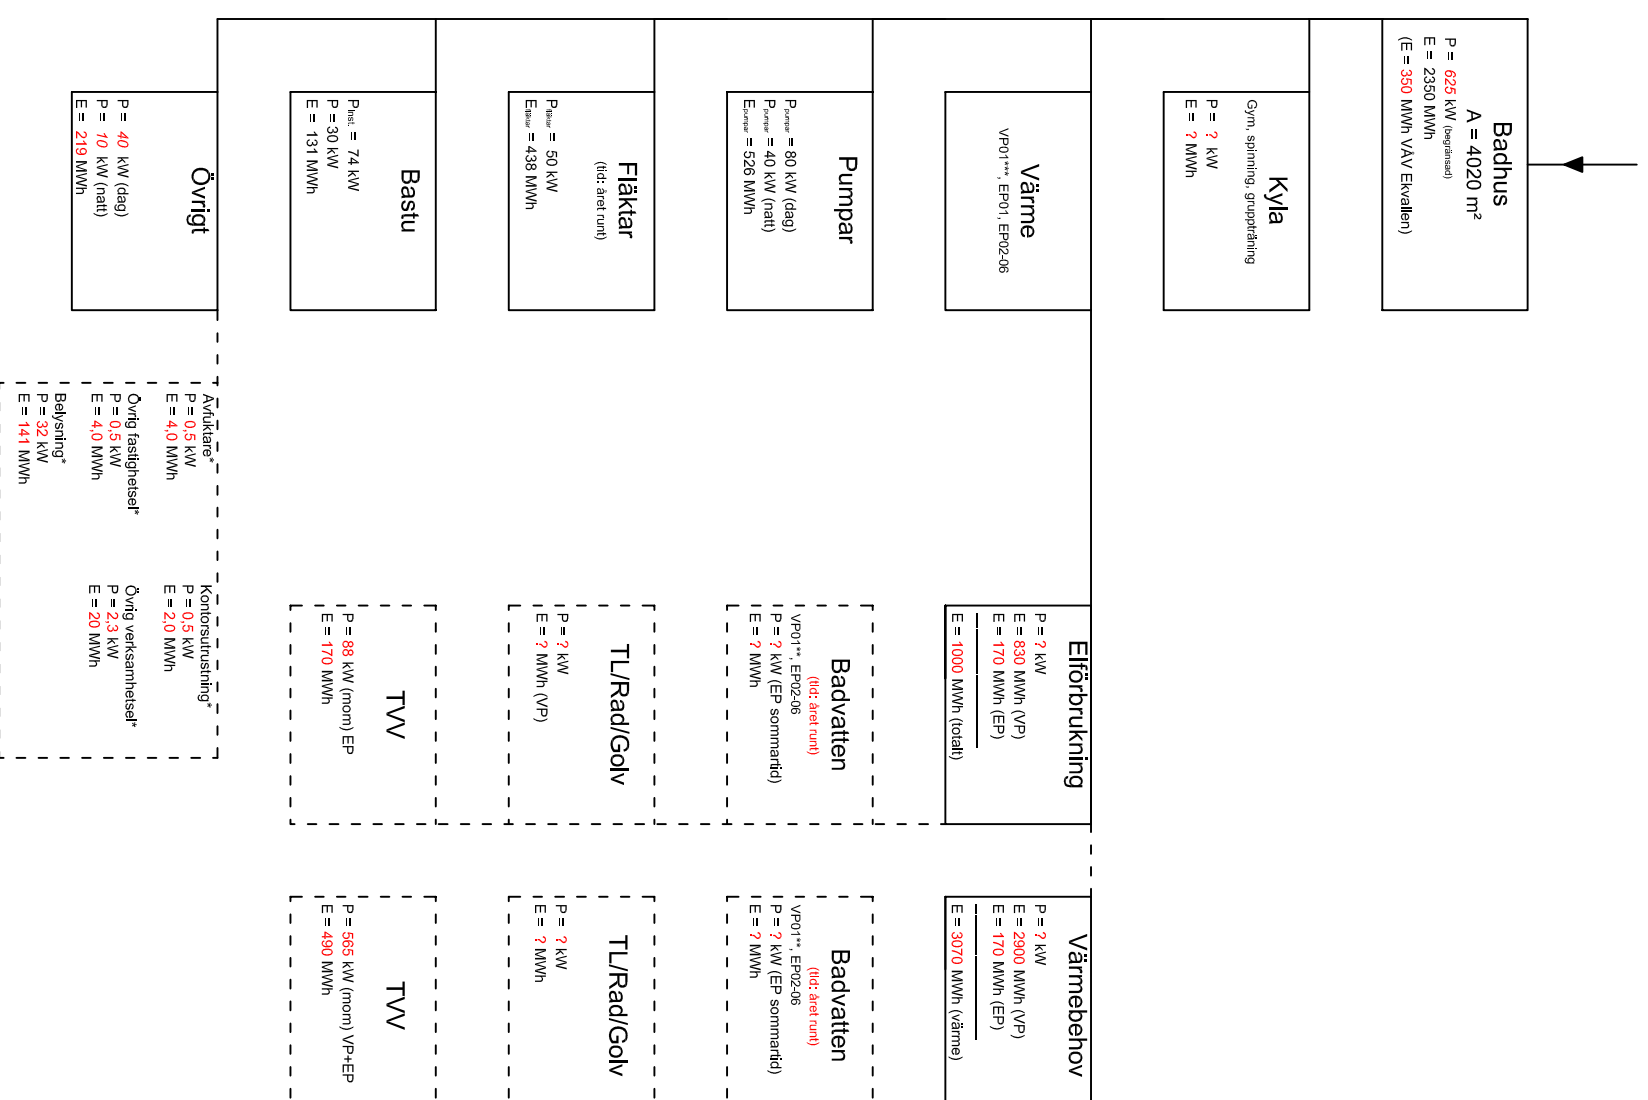 Badhus
A = 4020 m²
P = 625 kW (begränsad)
E = 2350 MWh
(E = 350 MWh VÅV Ekvallen)
Kyla
Gym, spinning, gruppträning
P = ? kW
E = ? MWh
Värme
VP01***, EP01, EP02-06
Pumpar
Ppumpar = 80 kW (dag)
Ppumpar = 40 kW (natt)
Epumpar = 526 MWh
Fläktar
(tid: året runt)
Pfläktar = 50 kW
Efläktar = 438 MWh
Bastu
Pinst. = 74 kW
P = 30 kW
E = 131 MWh
Övrigt
P = 40 kW (dag)
P = 10 kW (natt)
E = 219 MWh
Avfuktare*
P = 0,5 kW
E = 4,0 MWh
Övrig fastighetsel*
P = 0,5 kW
E = 4,0 MWh
Belysning*
P = 32 kW
E = 141 MWh
Kontorsutrustning*
P = 0,5 kW
E = 2,0 MWh
Övrig verksamhetsel*
P = 2,3 kW
E = 20 MWh
Elförbrukning
P = ? kW
E = 830 MWh (VP)
E = 170 MWh (EP)
E = 1000 MWh (totalt)
Badvatten
(tid: året runt)
VP01**, EP02-06
P = ? kW (EP sommartid)
E = ? MWh
TL/Rad/Golv
P = ? kW
E = ? MWh (VP)
TVV
P = 88 kW (mom) EP
E = 170 MWh
Värmebehov
P = ? kW
E = 2900 MWh (VP)
E = 170 MWh (EP)
E = 3070 MWh (värme)
Badvatten
(tid: året runt)
VP01**, EP02-06
P = ? kW (EP sommartid)
E = ? MWh
TL/Rad/Golv
P = ? kW
E = ? MWh
TVV
P = 565 kW (mom) VP+EP
E = 490 MWh